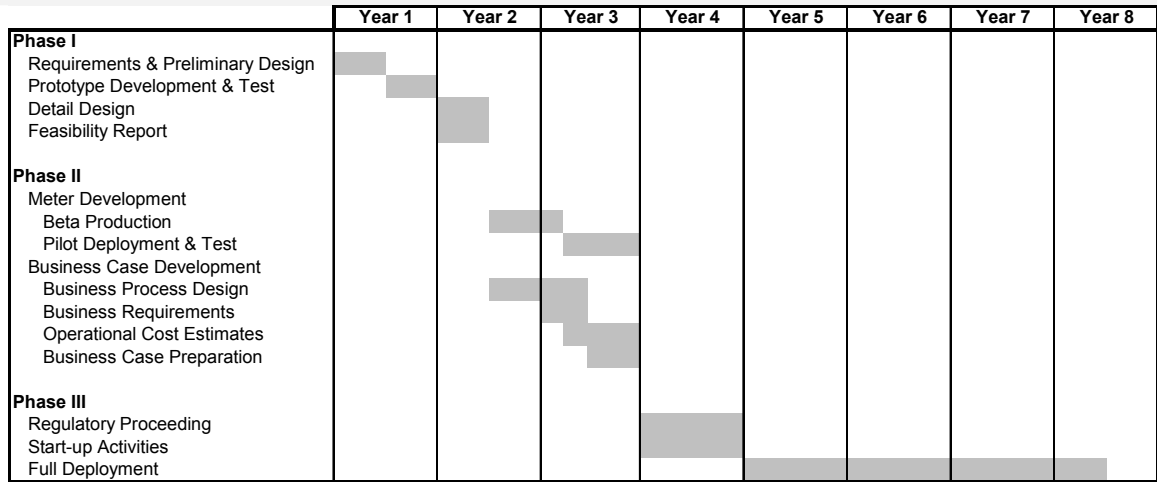 Year 1 Year 2 Year 3 Year 4 Year 5 Year 6 Year 7 Year 8
Phase I
Requirements & Preliminary Design
Prototype Development & Test
Detail Design
Feasibility Report
Phase II
Meter Development
Beta Production
Pilot Deployment & Test
Business Case Development
Business Process Design
Business Requirements
Operational Cost Estimates
Business Case Preparation
Phase III
Regulatory Proceeding
Start-up Activities
Full Deployment